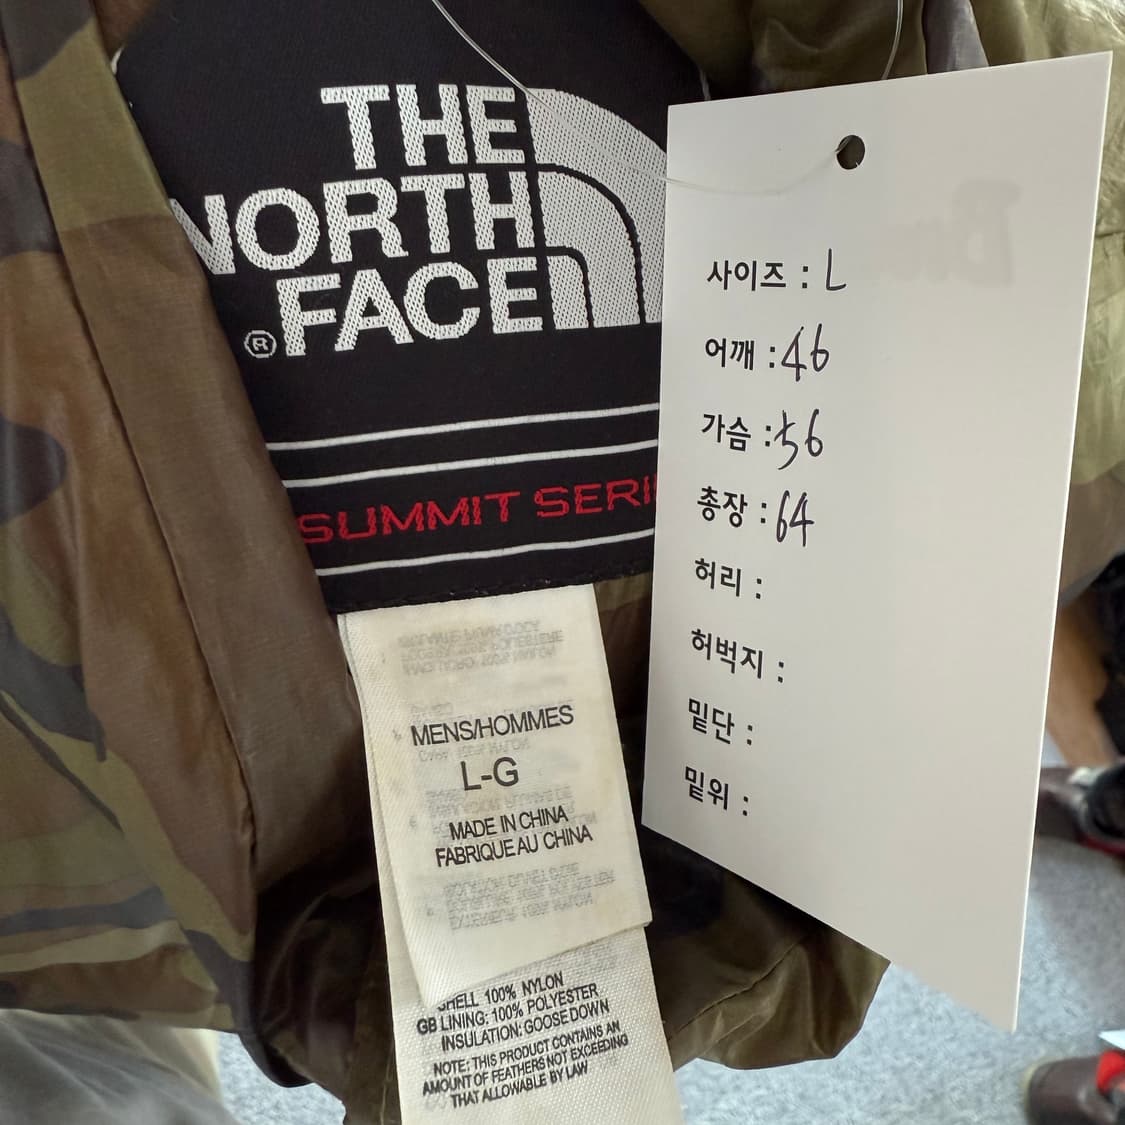 THE
NORTH
FACE
®
SUMMIT SERI
MENS/HOMMES
L-G
MADE IN CHINA
FABRIQUE AU CHINA
SHELL 100% NYLON
GB LINING: 100% POLYESTER
INSULATION: GOOSE DOWN
NOTE: THIS PRODUCT CONTAINS AN
AMOUNT OF FEATHERS NOT EXCEEDING
THAT ALLOWABLE BY LAW
사이즈 : L
어깨 : 46
가슴 : 56
총장 : 64
허리 :
허벅지 :
밑단 :
밑위 :